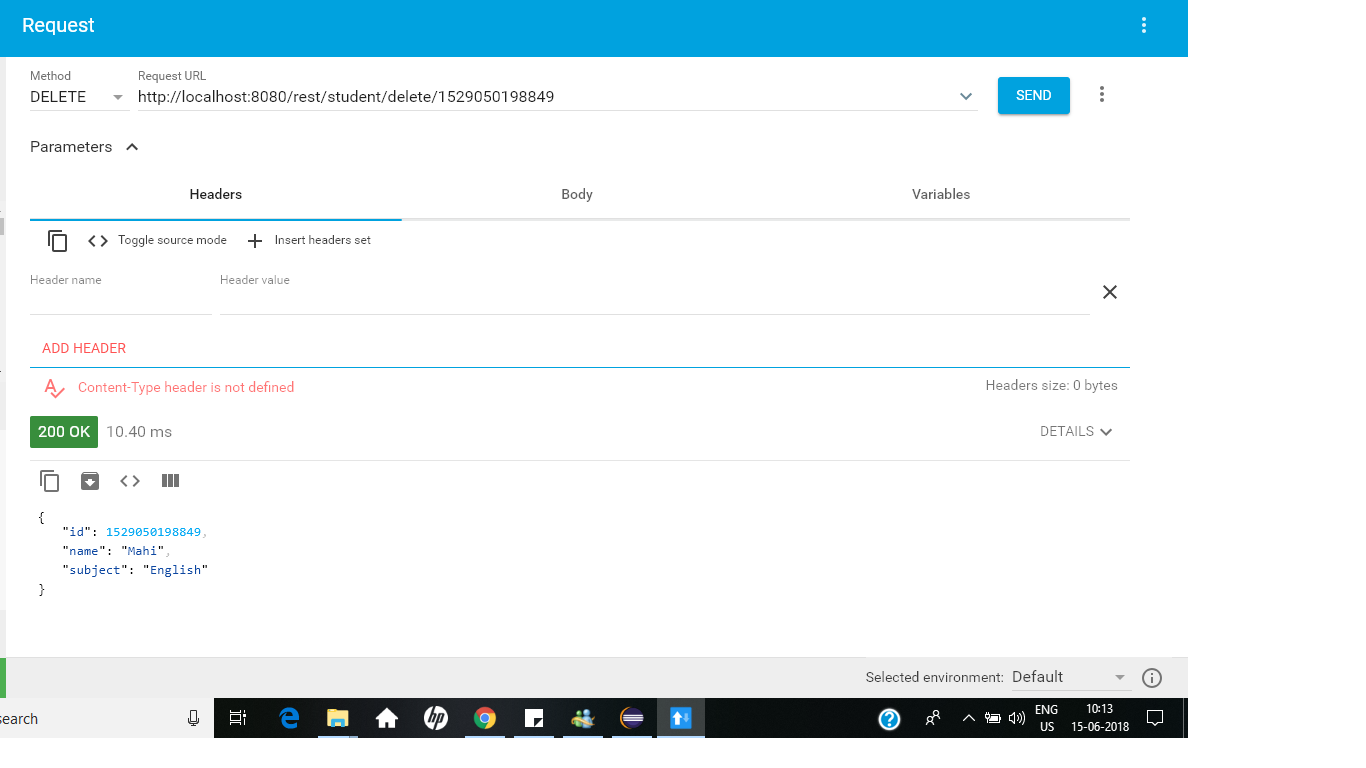 Request
Method
Request URL
DELETE
http://localhost:8080/rest/student/delete/1529050198849
SEND
Parameters
Headers Body Variables
Toggle source mode Insert headers set
Header name Header value
ADD HEADER
Content-Type header is not defined Headers size: 0 bytes
200 OK 10.40 ms DETAILS
{
"id": 1529050198849,
"name": "Mahi",
"subject": "English"
}
Selected environment: Default
search
hp
?
ENG
US
10:13
15-06-2018